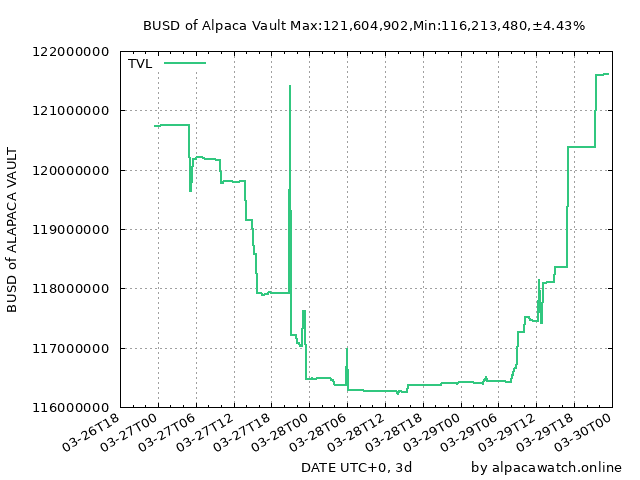 BUSD of Alpaca Vault Max:121,604,902,Min:116,213,480,±4.43%
TVL
122000000
121000000
120000000
119000000
118000000
117000000
116000000
BUSD of ALAPACA VAULT
03-26T18
03-27T00
03-27T06
03-27T12
03-27T18
03-28T00
03-28T06
03-28T12
03-28T18
03-29T00
03-29T06
03-29T12
03-29T18
03-30T00
DATE UTC+0, 3d
by alpacawatch.online